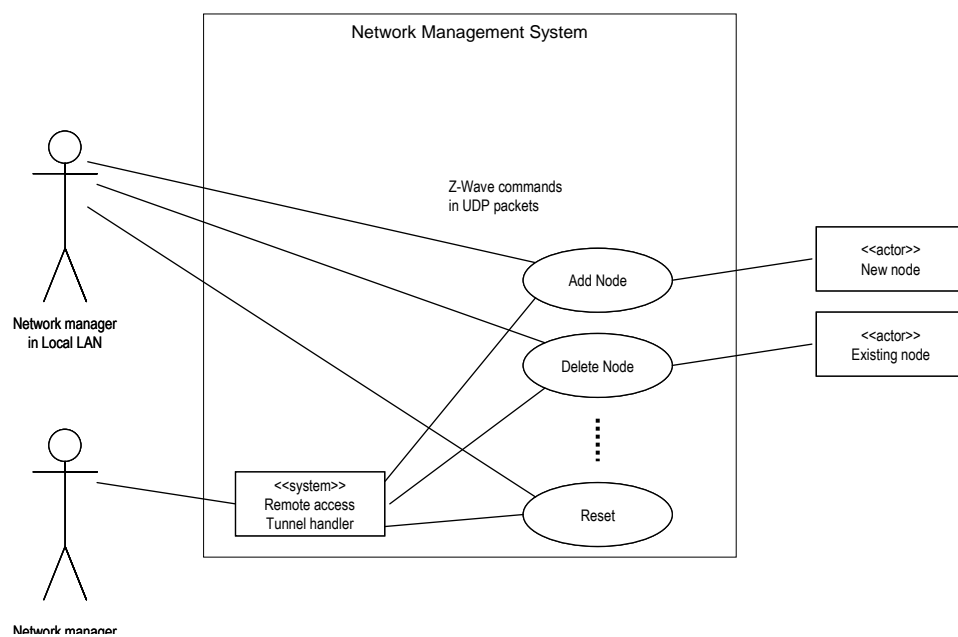 Network Management System
Z-Wave commands
in UDP packets
Add Node
<<actor>>
New node
Network manager
in Local LAN
<<actor>>
Existing node
Delete Node
<<system>>
Remote access
Tunnel handler
Reset
Network manager